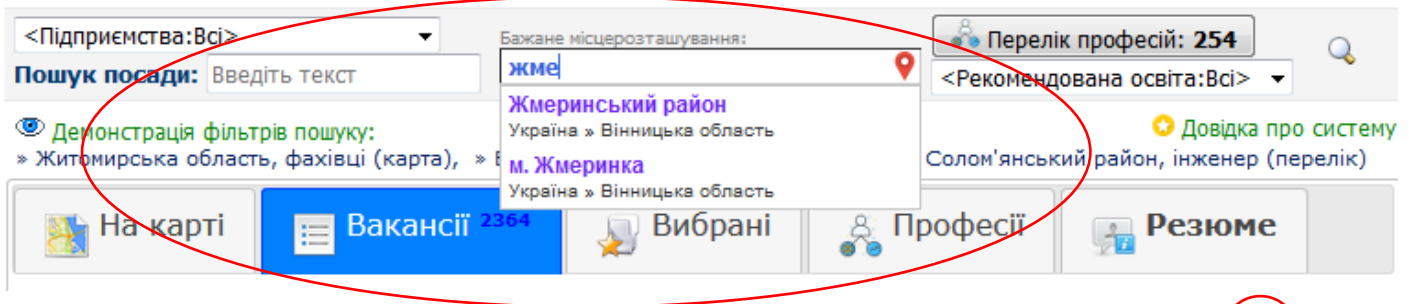 <Підприємства:Всі>
Бажане місцерозташування:
Перелік професій: 254
Пошук посади: Введіть текст
жме
<Рекомендована освіта:Всі>
Жмеринський район
Україна » Вінницька область
Демонстрація фільтрів пошуку:
Довідка про систему
» Житомирська область, фахівці (карта), »
Солом'янський район, інженер (перелік)
м. Жмеринка
Україна » Вінницька область
На карті
Вакансії 2364
Вибрані
Професії
Резюме